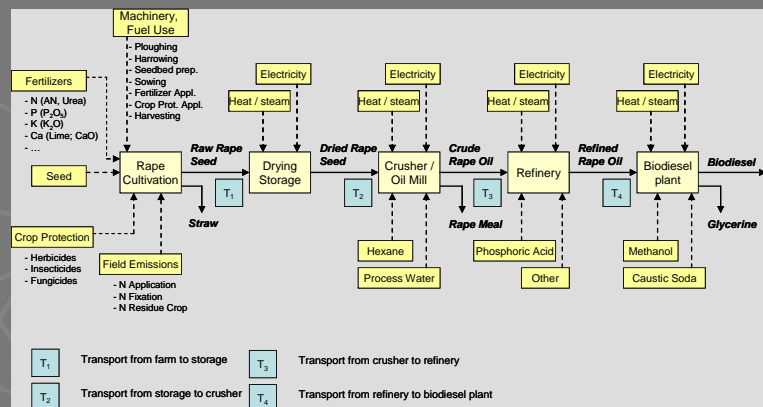 Machinery,
Fuel Use
- Ploughing
- Harrowing
- Seedbed prep.
- Sowing
- Fertilizer Appl.
- Crop Prot. Appl.
- Harvesting
Fertilizers
- N (AN, Urea)
- P (P₂O₅)
- K (K₂O)
- Ca (Lime; CaO)
- ...
Seed
Crop Protection
- Herbicides
- Insecticides
- Fungicides
Field Emissions
- N Application
- N Fixation
- N Residue Crop
Rape
Cultivation
Straw
Raw Rape
Seed
T₁
Electricity
Heat / steam
Drying
Storage
Dried Rape
Seed
T₂
Electricity
Heat / steam
Crusher /
Oil Mill
Rape Meal
Hexane
Process Water
Crude
Rape Oil
T₃
Electricity
Heat / steam
Refinery
Phosphoric Acid
Other
Refined
Rape Oil
T₄
Electricity
Heat / steam
Biodiesel
plant
Biodiesel
Glycerine
Methanol
Caustic Soda
T₁ Transport from farm to storage
T₃ Transport from crusher to refinery
T₂ Transport from storage to crusher
T₄ Transport from refinery to biodiesel plant